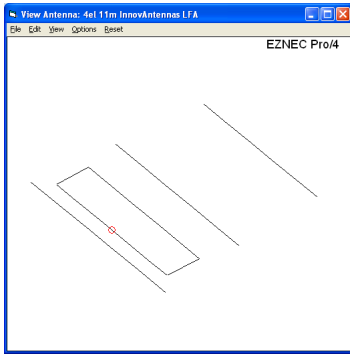 View Antenna: 4el 11m InnovAntennas LFA
File Edit View Options Reset
EZNEC Pro/4